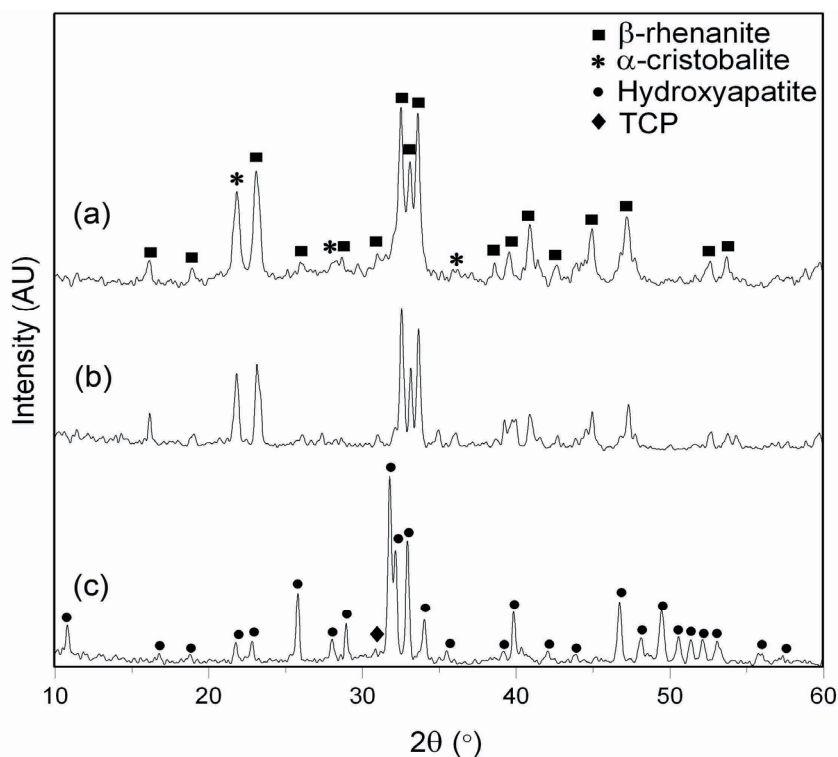 β-rhenanite
α-cristobalite
Hydroxyapatite
TCP
(a)
(b)
(c)
Intensity (AU)
10 20 30 40 50 60
2θ (°)